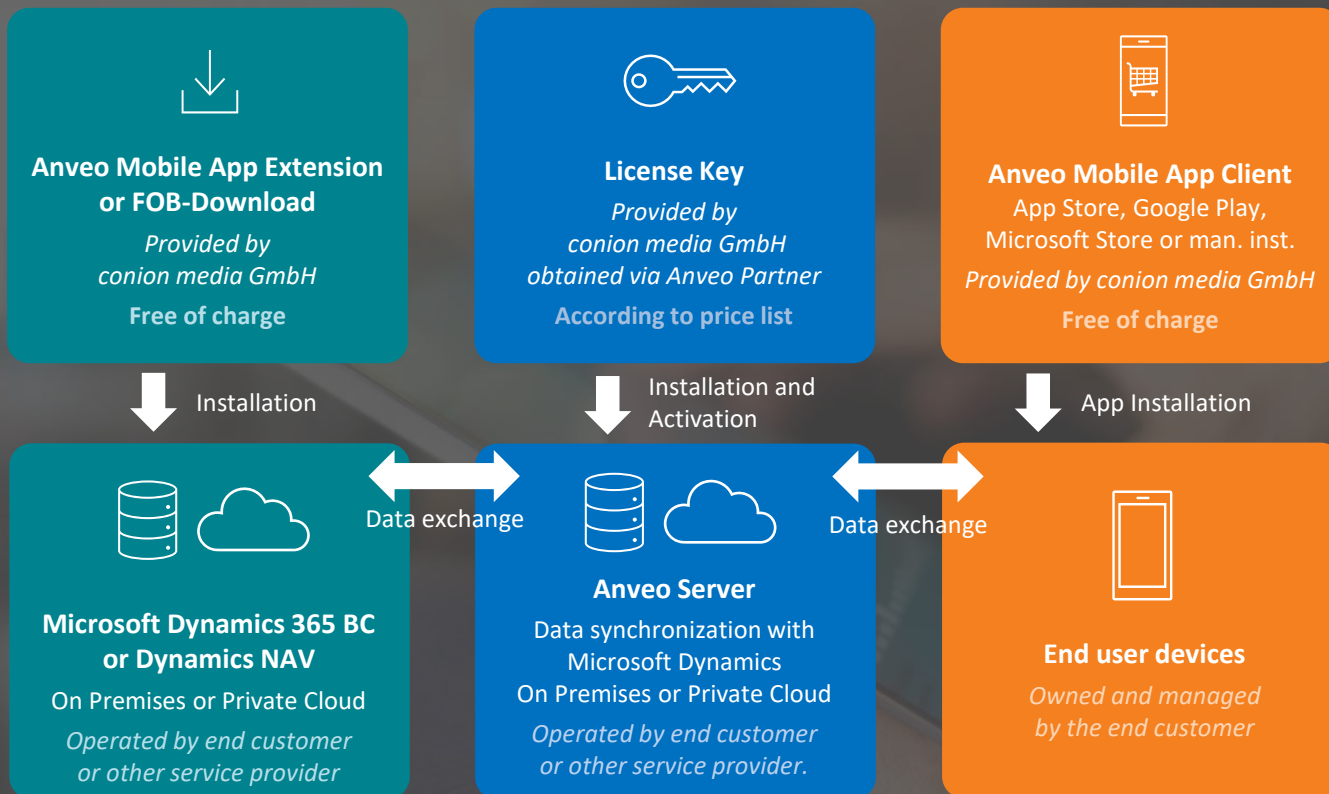 Anveo Mobile App Extension
or FOB-Download
Provided by
conion media GmbH
Free of charge
License Key
Provided by
conion media GmbH
obtained via Anveo Partner
According to price list
Anveo Mobile App Client
App Store, Google Play,
Microsoft Store or man. inst.
Provided by conion media GmbH
Free of charge
Installation
Installation and
Activation
App Installation
Data exchange
Data exchange
Microsoft Dynamics 365 BC
or Dynamics NAV
On Premises or Private Cloud
Operated by end customer
or other service provider
Anveo Server
Data synchronization with
Microsoft Dynamics
On Premises or Private Cloud
Operated by end customer
or other service provider.
End user devices
Owned and managed
by the end customer